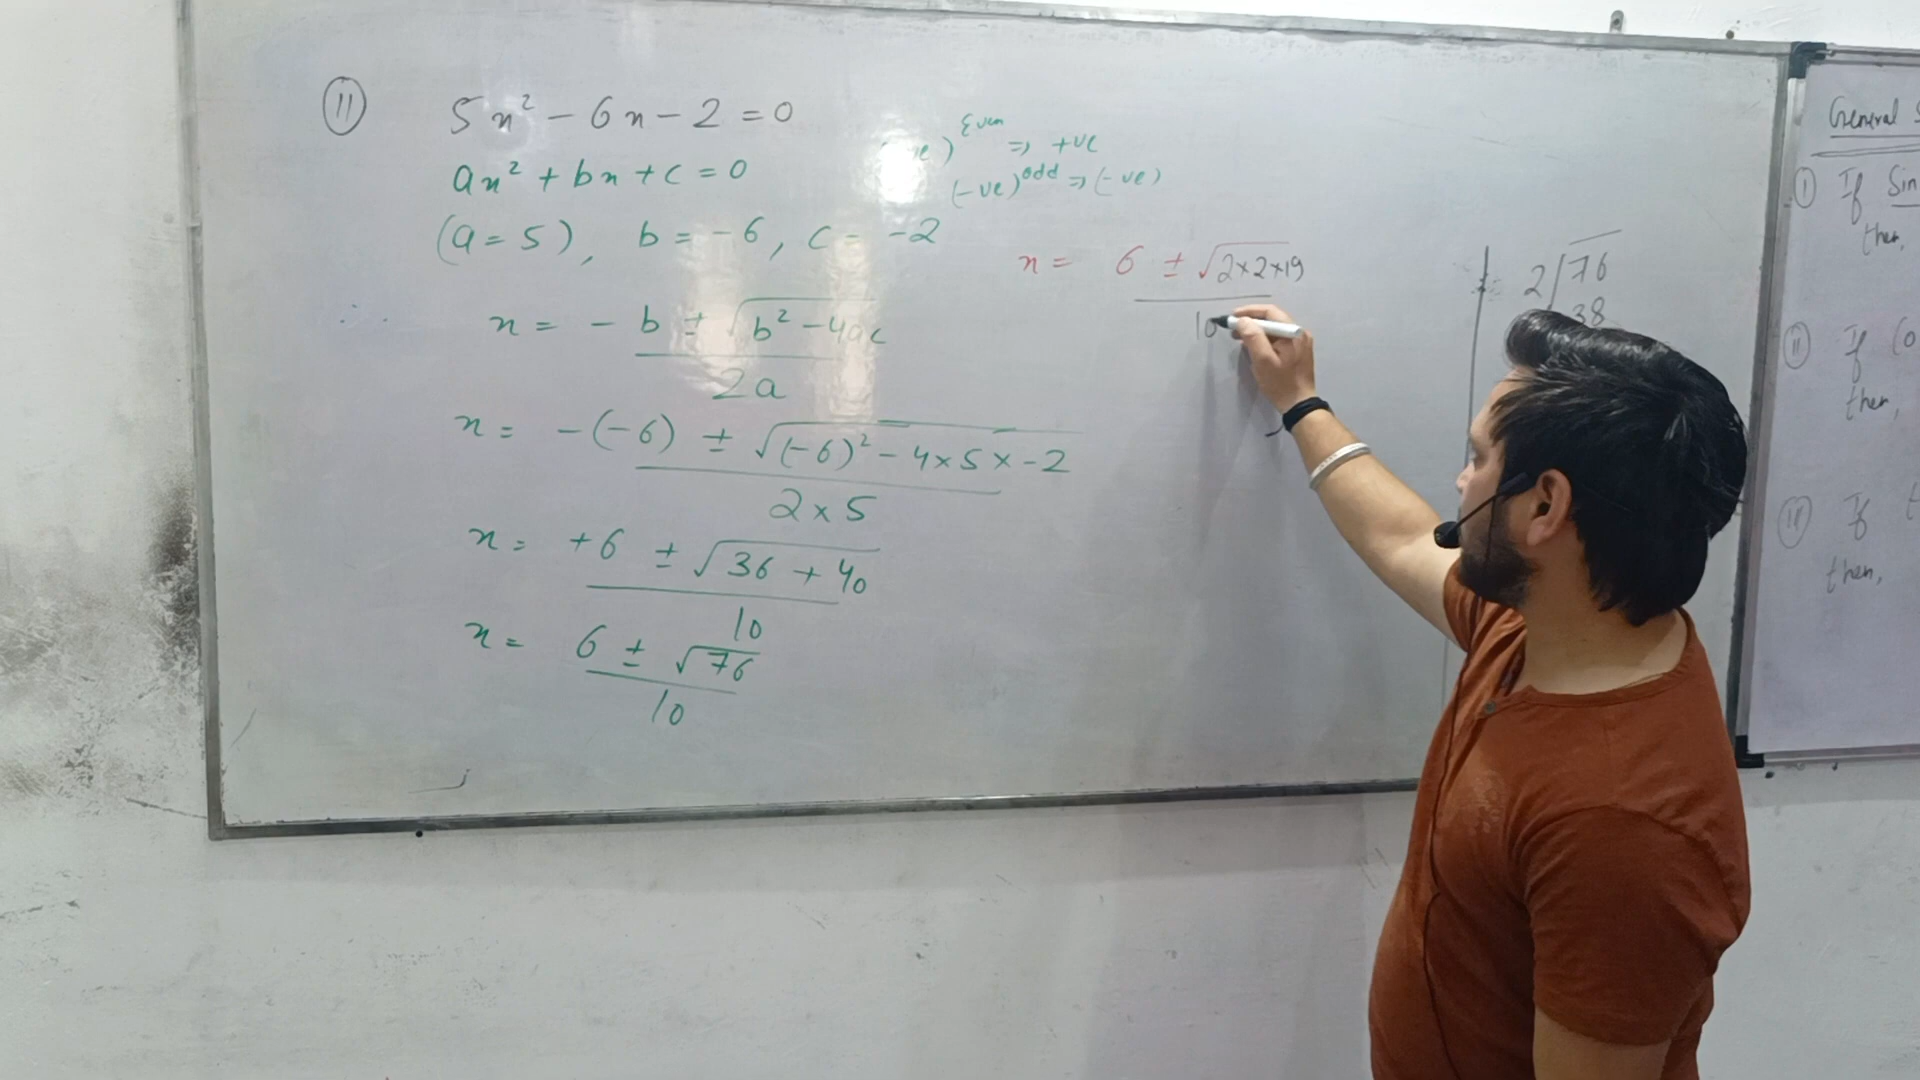 (11) 5x² - 6x - 2 = 0
ax² + bx + c = 0
(a = 5), b = -6, c = -2
x = - b ± √b² - 4ac
2a
x = -(-6) ± √(-6)² - 4×5×-2
2 × 5
x = +6 ± √36 + 40
10
x = 6 ± √76
10
)^Even ⇒ +ve
(-ve)^odd ⇒ (-ve)
x = 6 ± √2×2×19
10
2√76
38
General
(I) If Sin
then,
(II) If (o
then,
If
then,